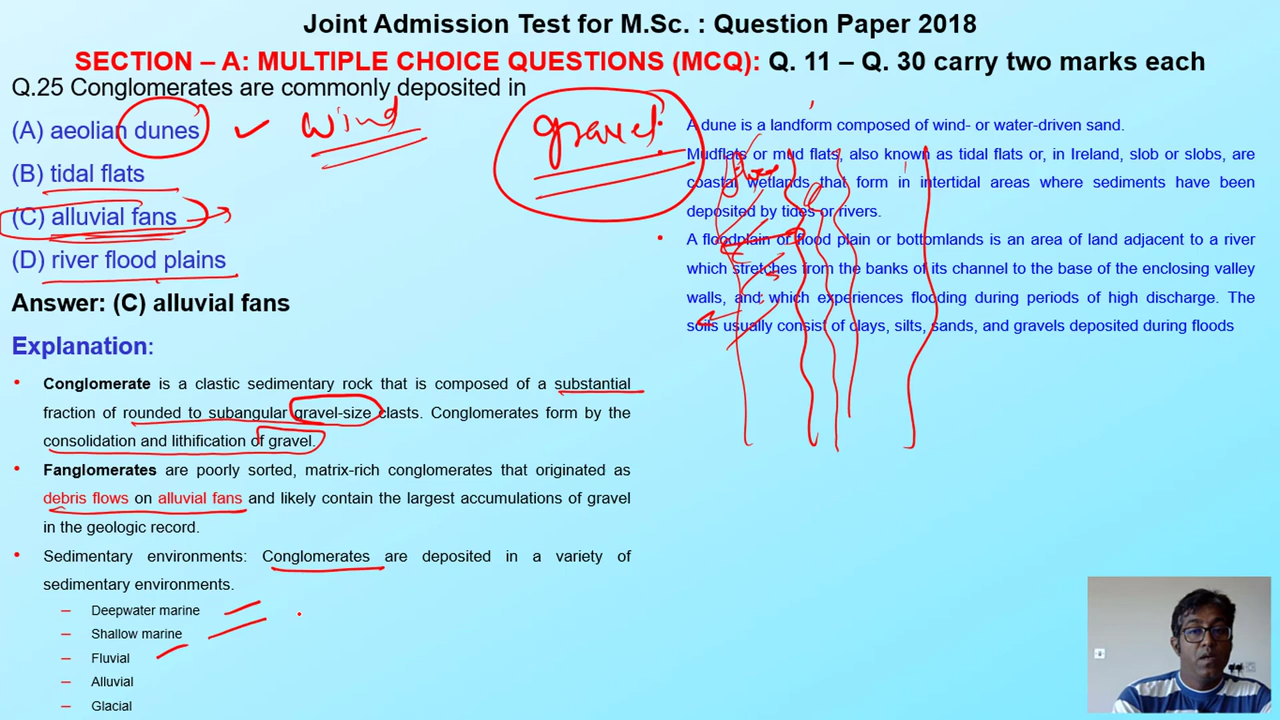 Joint Admission Test for M.Sc. : Question Paper 2018
SECTION – A: MULTIPLE CHOICE QUESTIONS (MCQ): Q. 11 – Q. 30 carry two marks each
Q.25 Conglomerates are commonly deposited in
(A) aeolian dunes
wind
(B) tidal flats
(C) alluvial fans
(D) river flood plains
gravel
Answer: (C) alluvial fans
Explanation:
• Conglomerate is a clastic sedimentary rock that is composed of a substantial
fraction of rounded to subangular gravel-size clasts. Conglomerates form by the
consolidation and lithification of gravel.
• Fanglomerates are poorly sorted, matrix-rich conglomerates that originated as
debris flows on alluvial fans and likely contain the largest accumulations of gravel
in the geologic record.
• Sedimentary environments: Conglomerates are deposited in a variety of
sedimentary environments.
– Deepwater marine
– Shallow marine
– Fluvial
– Alluvial
– Glacial
• A dune is a landform composed of wind- or water-driven sand.
• Mudflats or mud flats, also known as tidal flats or, in Ireland, slob or slobs, are
coastal wetlands that form in intertidal areas where sediments have been
deposited by tides or rivers.
• A floodplain or flood plain or bottomlands is an area of land adjacent to a river
which stretches from the banks of its channel to the base of the enclosing valley
walls, and which experiences flooding during periods of high discharge. The
soils usually consist of clays, silts, sands, and gravels deposited during floods